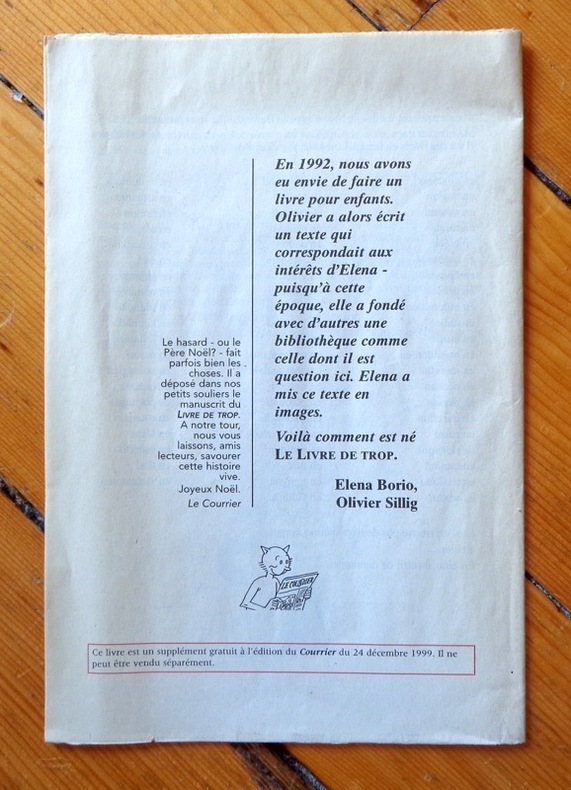 En 1992, nous avons
eu envie de faire un
livre pour enfants.
Olivier a alors écrit
un texte qui
correspondait aux
intérêts d'Elena -
puisqu'à cette
époque, elle a fondé
avec d'autres une
bibliothèque comme
celle dont il est
question ici. Elena a
mis ce texte en
images.
Voilà comment est né
LE LIVRE DE TROP.
Elena Borio,
Olivier Sillig
Le hasard - ou le
Père Noël? - fait
parfois bien les
choses. Il a
déposé dans nos
petits souliers le
manuscrit du
LIVRE DE TROP.
A notre tour,
nous vous
laissons, amis
lecteurs, savourer
cette histoire
vive.
Joyeux Noël.
Le Courrier
LE COURRIER
Ce livre est un supplément gratuit à l'édition du Courrier du 24 décembre 1999. Il ne
peut être vendu séparément.